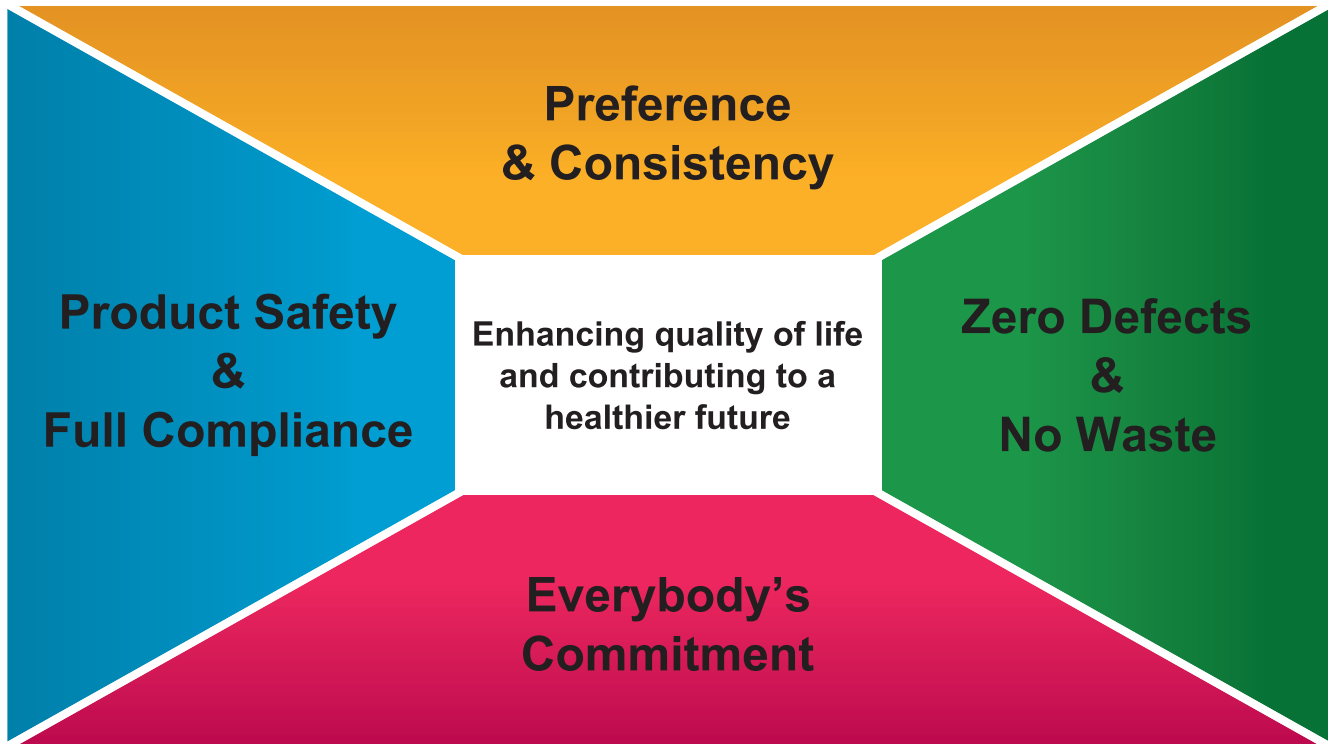 Preference
& Consistency
Product Safety
&
Full Compliance
Enhancing quality of life
and contributing to a
healthier future
Zero Defects
&
No Waste
Everybody’s
Commitment